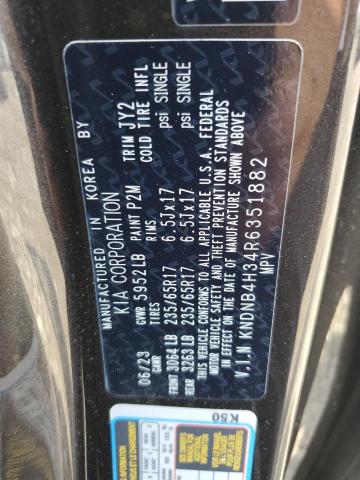 MANUFACTURED IN KOREA BY
KIA CORPORATION
PAINT P2M TRIM JY2
06/23 GWR 5952LB
GWR TIRES RIMS COLD TIRE INFL
FRONT 3064LB 235/65R17 6.5Jx17 psi SINGLE
REAR 3263LB 235/65R17 6.5Jx17 psi SINGLE
THIS VEHICLE CONFORMS TO ALL APPLICABLE U.S.A. FEDERAL
MOTOR VEHICLE SAFETY AND THEFT PREVENTION STANDARDS
IN EFFECT ON THE DATE OF MANUFACTURE SHOWN ABOVE
V.I.N KNDNB4H34R6351882
MPV
K50